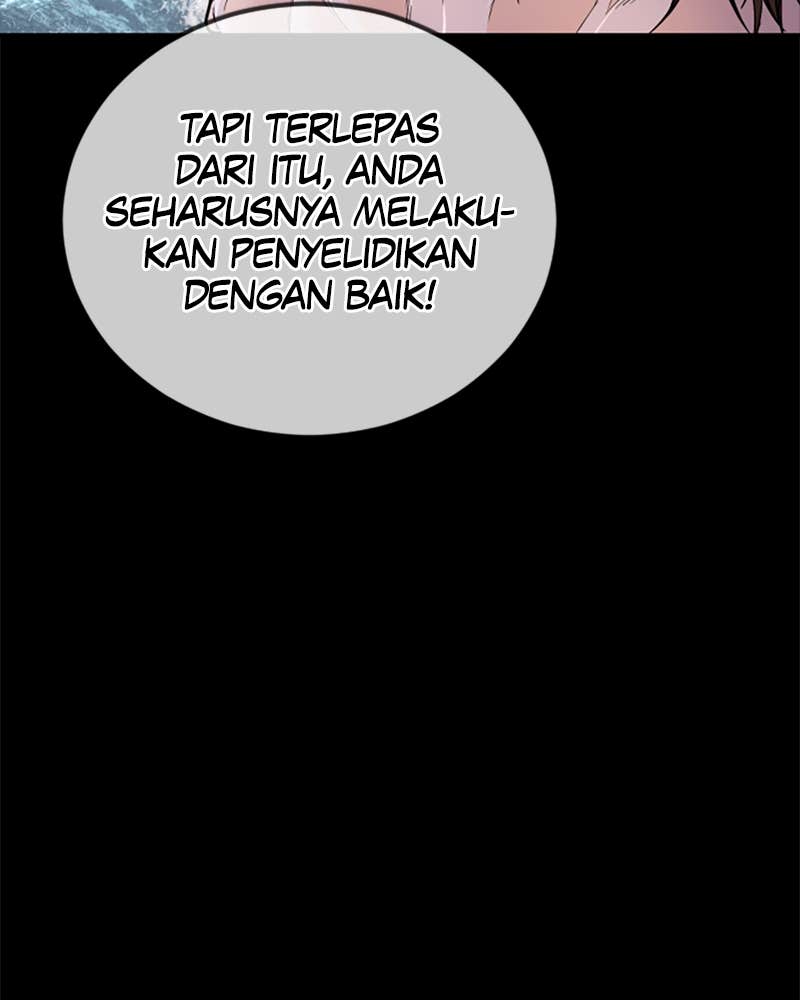 TAPI TERLEPAS
DARI ITU, ANDA
SEHARUSNYA MELAKU-
KAN PENYELIDIKAN
DENGAN BAIK!